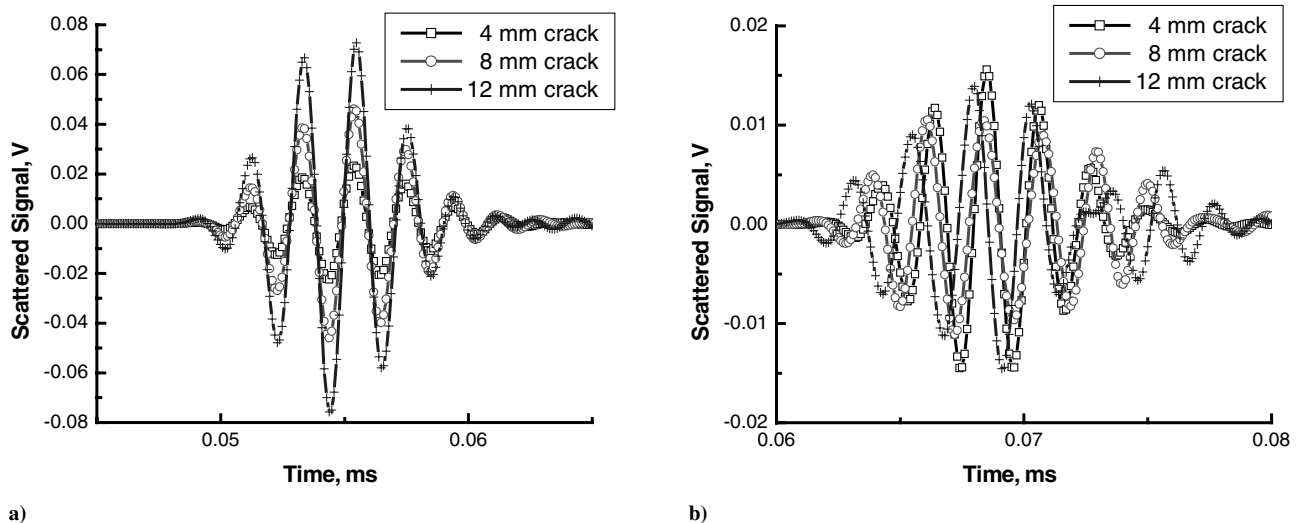 0.08
0.06
0.04
0.02
0.00
-0.02
-0.04
-0.06
-0.08
Scattered Signal, V
4 mm crack
8 mm crack
12 mm crack
0.05
0.06
Time, ms
a)
0.02
0.01
0.00
-0.01
-0.02
Scattered Signal, V
4 mm crack
8 mm crack
12 mm crack
0.06
0.07
0.08
Time, ms
b)